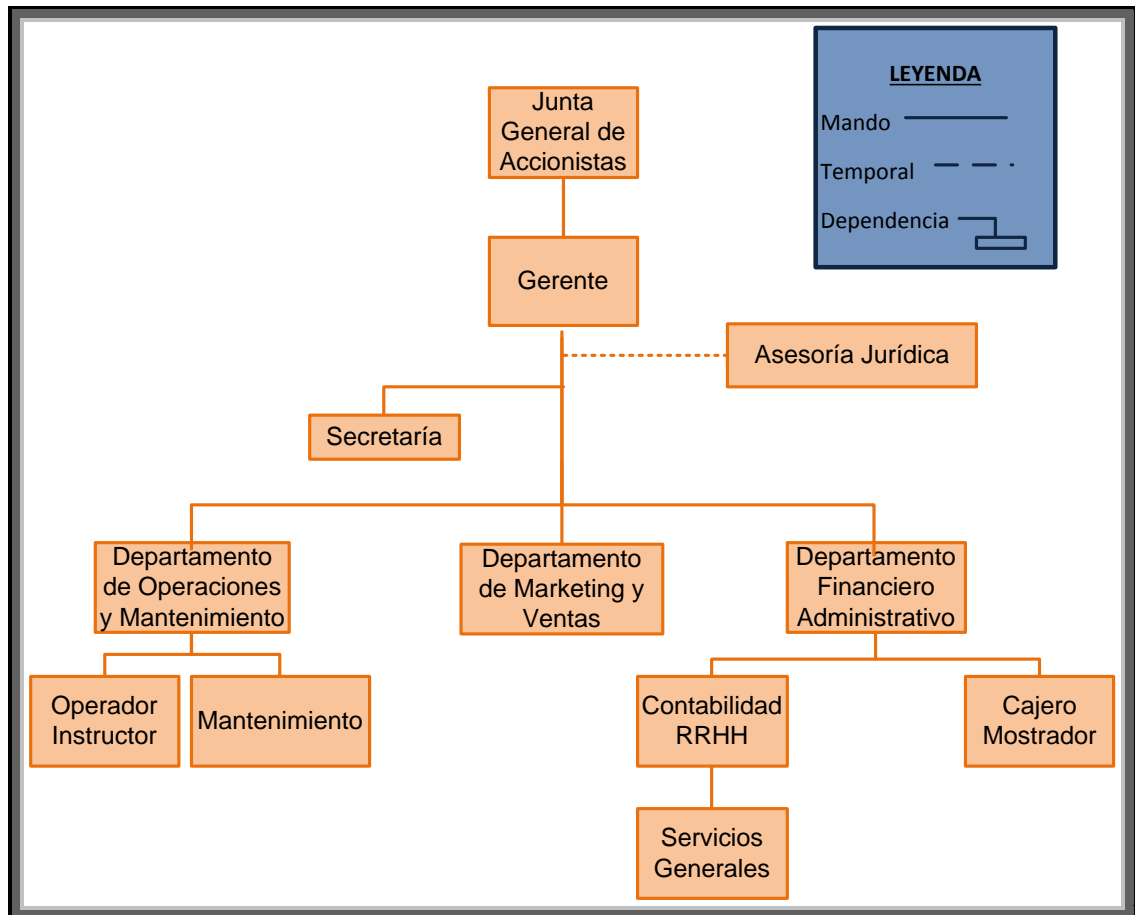 Junta
General de
Accionistas
LEYENDA
Mando
Temporal
Dependencia
Gerente
Asesoría Jurídica
Secretaría
Departamento
de Operaciones
y Mantenimiento
Departamento
de Marketing y
Ventas
Departamento
Financiero
Administrativo
Operador
Instructor
Mantenimiento
Contabilidad
RRHH
Cajero
Mostrador
Servicios
Generales